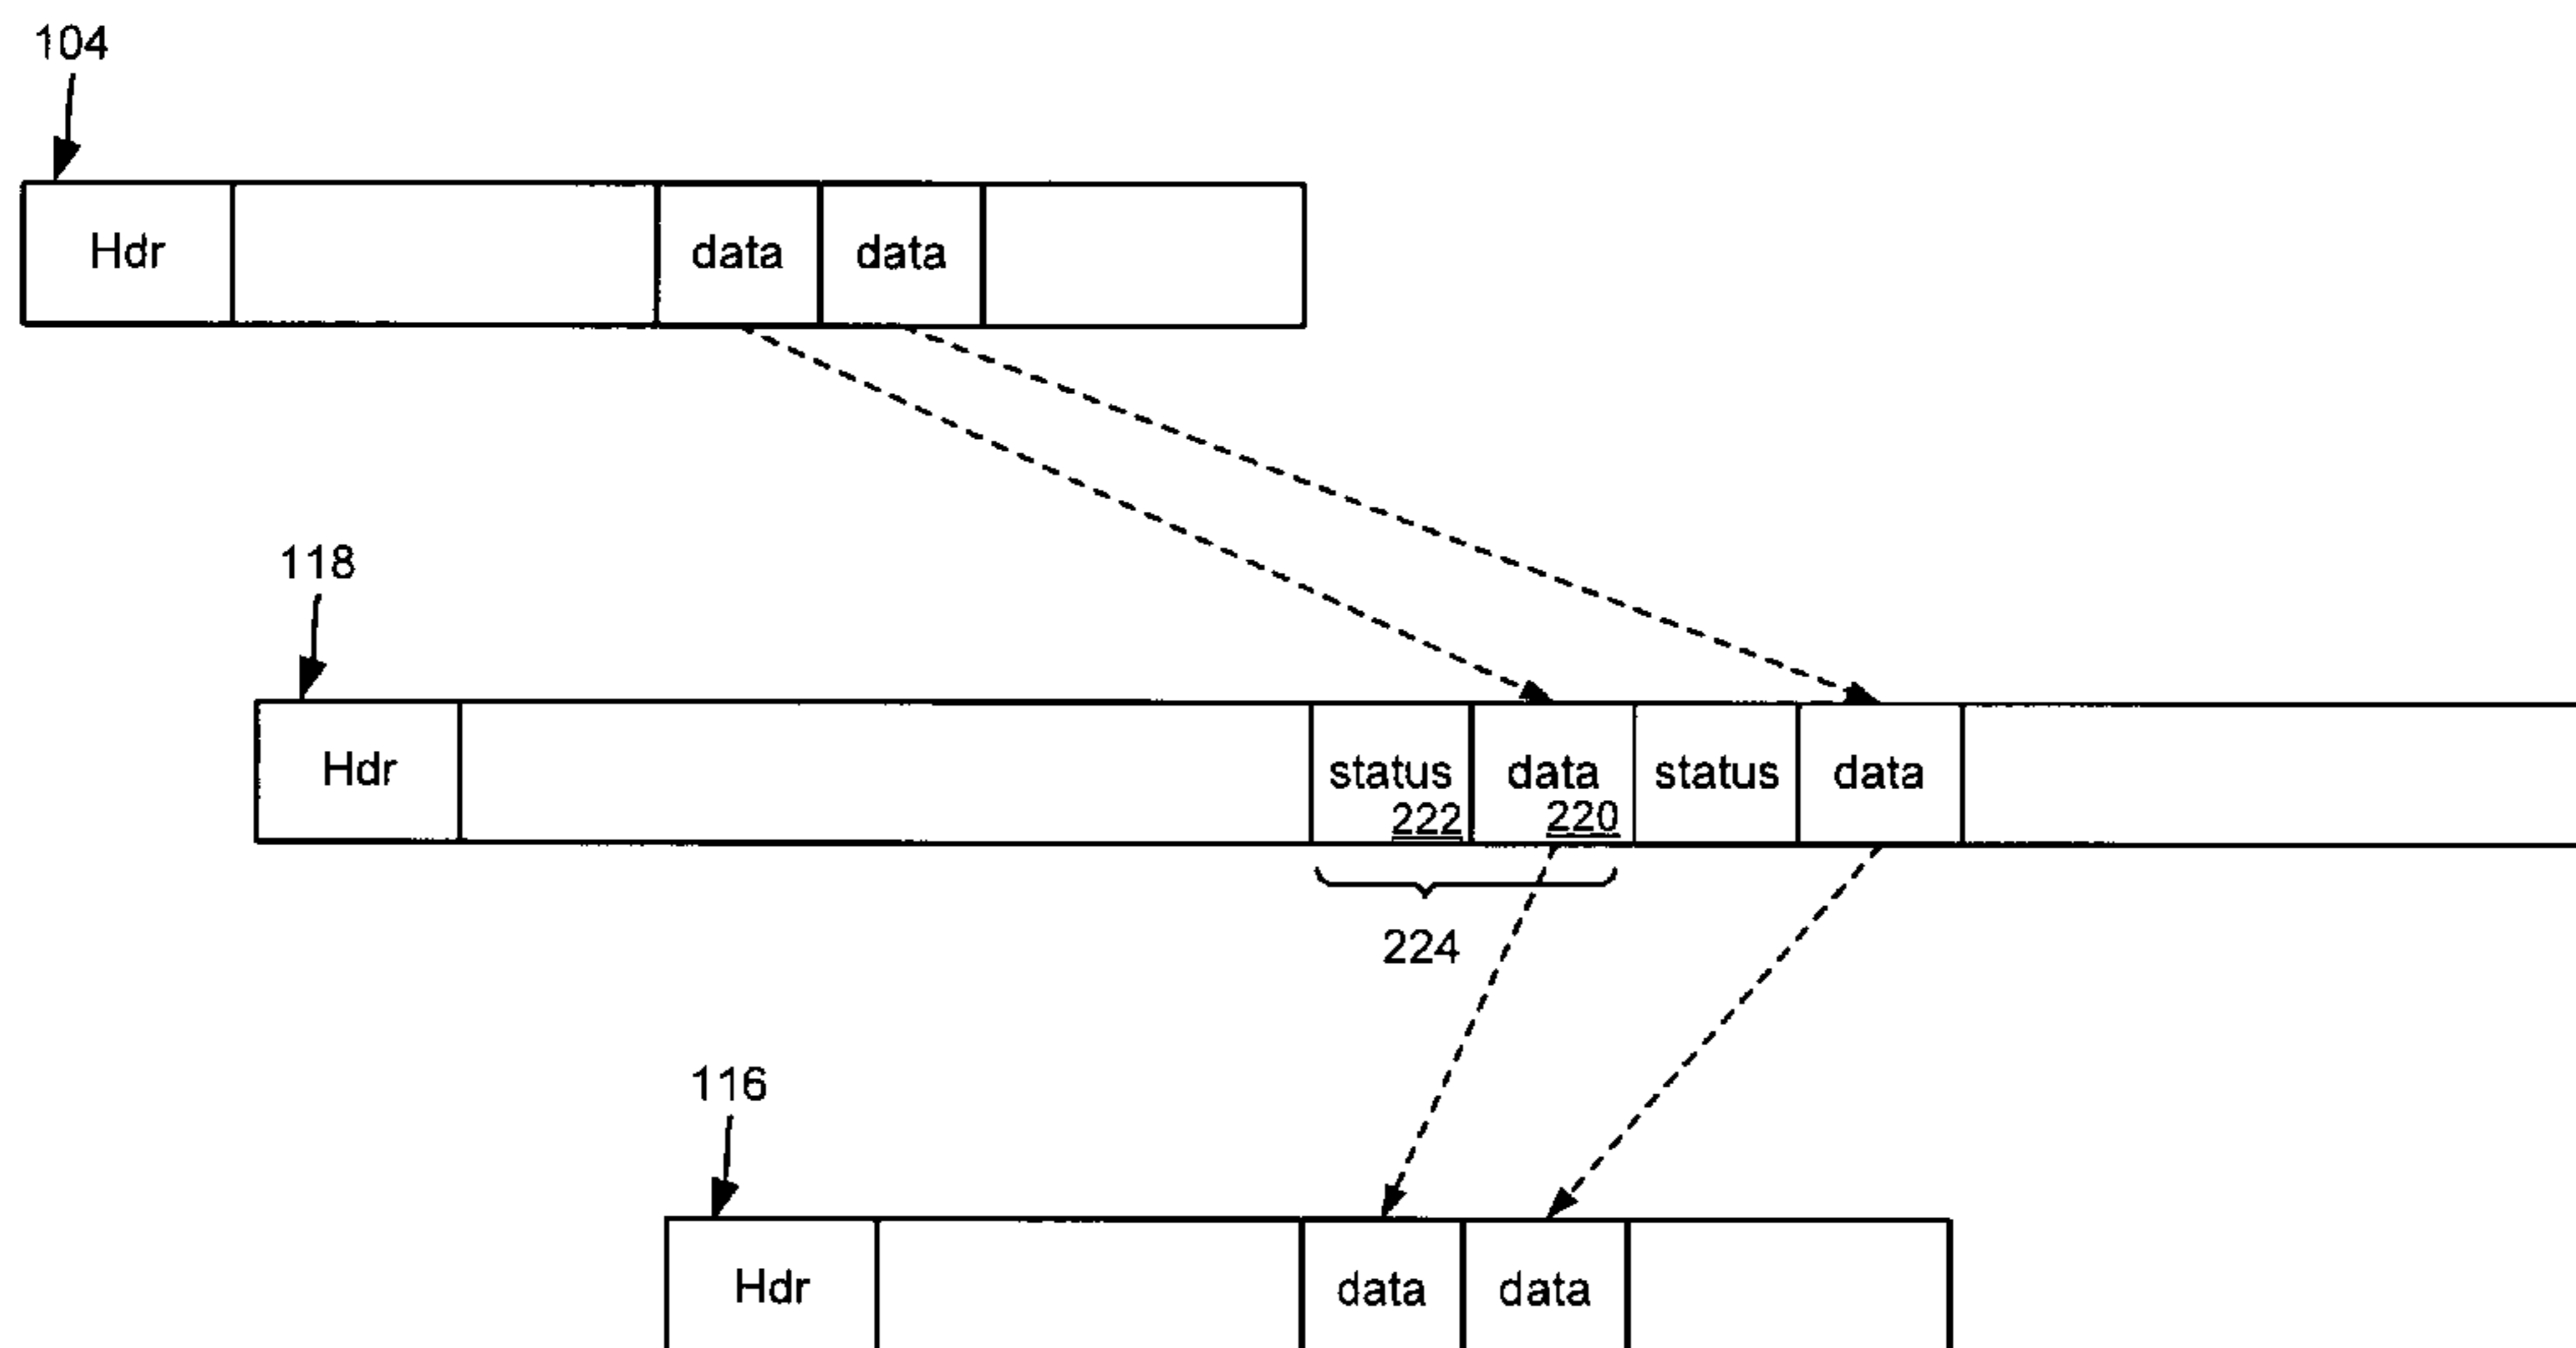 104
Hdr data data
118
Hdr status 222 data 220 status data
224
116
Hdr data data